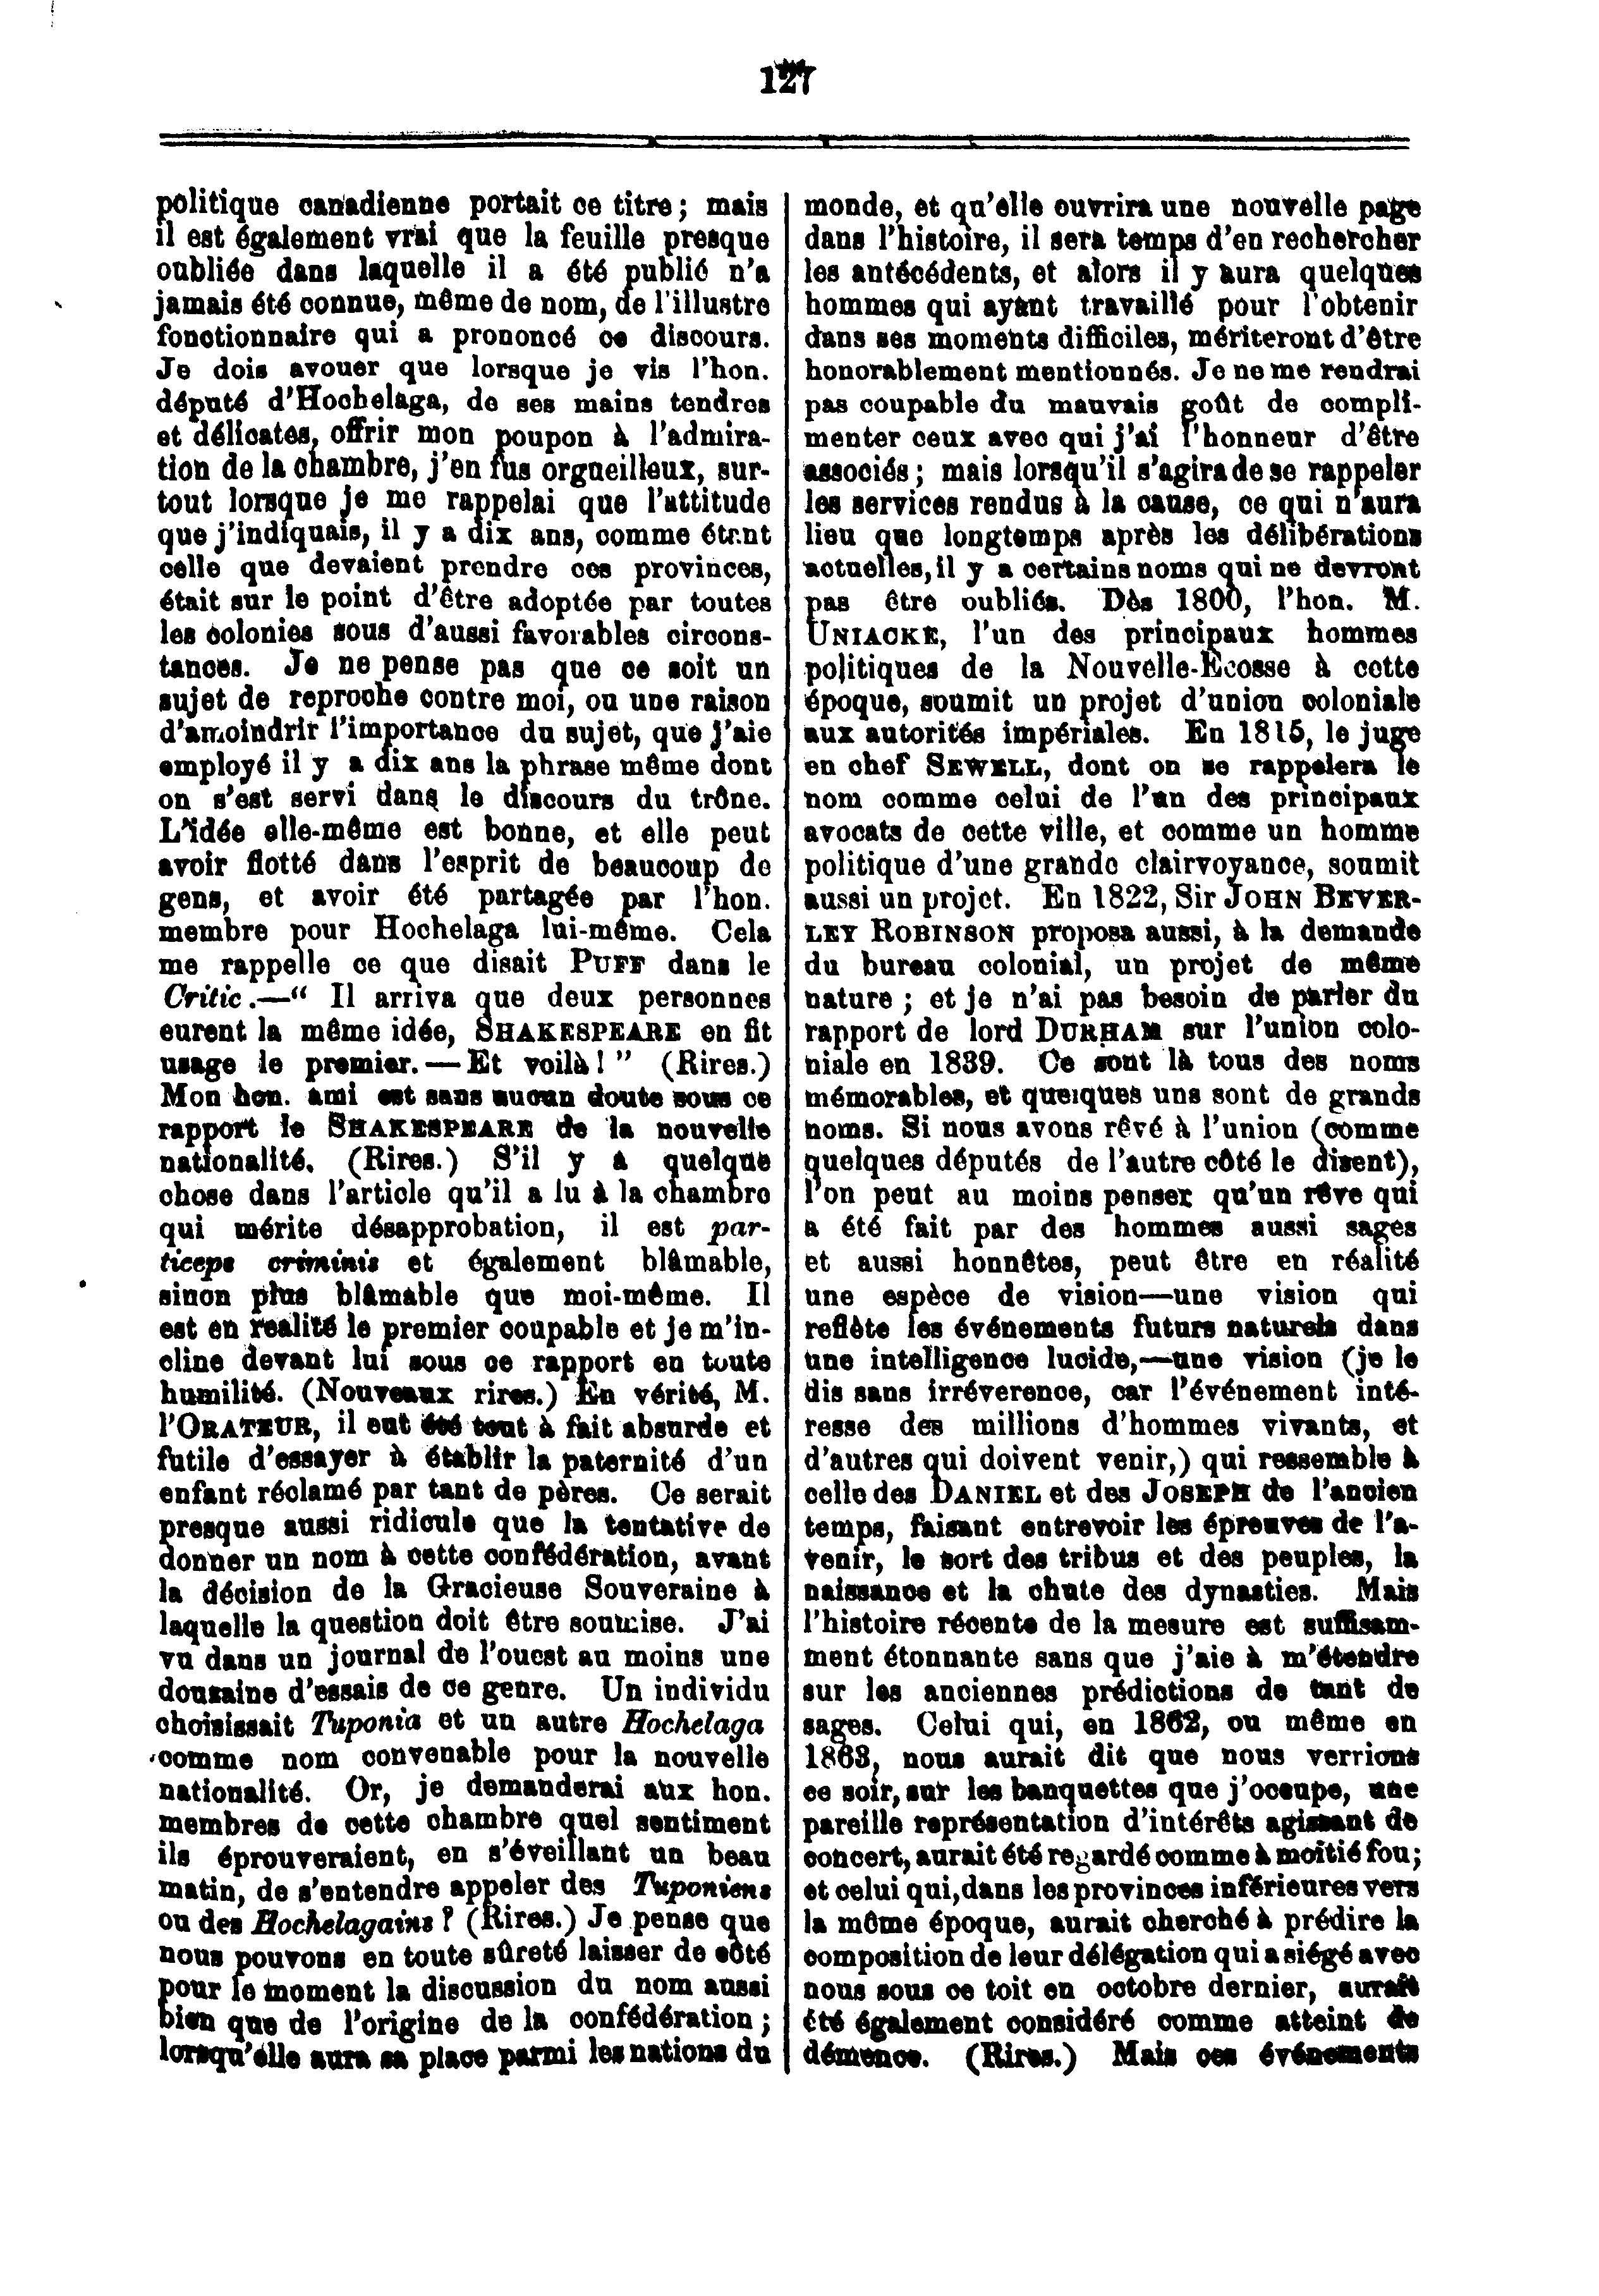 127
politique canadienne portait ce titre; mais
il est également vrai que la feuille presque
oubliée dans laquelle il a été publié n'a
jamais été connue, même de nom, de l'illustre
fonctionnaire qui a prononcé ce discours.
Je dois avouer que lorsque je vis l'hon.
député d'Hochelaga, de ses mains tendres
et délicates, offrir mon poupon à l'admira-
tion de la chambre, j'en fus orgueilleux, sur-
tout lorsque je me rappelai que l'attitude
que j'indiquais, il y a dix ans, comme étant
celle que devaient prendre ces provinces,
était sur le point d'être adoptée par toutes
les colonies sous d'aussi favorables circons-
tances. Je ne pense pas que ce soit un
sujet de reproche contre moi, ou une raison
d'amoindrir l'importance du sujet, que j'aie
employé il y a dix ans la phrase même dont
on s'est servi dans le discours du trône.
L'idée elle-même est bonne, et elle peut
avoir flotté dans l'esprit de beaucoup de
gens, et avoir été partagée par l'hon.
membre pour Hochelaga lui-même. Cela
me rappelle ce que disait PUFF dans le
Critic.—" Il arriva que deux personnes
eurent la même idée, SHAKESPEARE en fit
usage le premier.—Et voilà! " (Rires.)
Mon hon. ami est sans aucun doute sous ce
rapport le SHAKESPEARE de la nouvelle
nationalité. (Rires.) S'il y a quelque
chose dans l'article qu'il a lu à la chambre
qui mérite désapprobation, il est par-
ticeps criminis et également blâmable,
sinon plus blâmable que moi-même. Il
est en realité le premier coupable et je m'in-
cline devant lui sous ce rapport en toute
humilité. (Nouveaux rires.) En vérité, M.
l'ORATEUR, il eut été tout à fait absurde et
futile d'essayer à établir la paternité d'un
enfant réclamé par tant de pères. Ce serait
presque aussi ridicule que la tentative de
donner un nom à cette confédération, avant
la décision de la Gracieuse Souveraine à
laquelle la question doit être soumise. J'ai
vu dans un journal de l'ouest au moins une
douzaine d'essais de ce genre. Un individu
choisissait Tuponia et un autre Hochelaga
comme nom convenable pour la nouvelle
nationalité. Or, je demanderai aux hon.
membres de cette chambre quel sentiment
ils éprouveraient, en s'éveillant un beau
matin, de s'entendre appeler des Tuponiens
ou des Hochelagains? (Rires.) Je pense que
nous pouvons en toute sûreté laisser de côté
pour le moment la discussion du nom aussi
bien que de l'origine de la confédération;
lorsqu'elle aura sa place parmi les nations du
monde, et qu'elle ouvrira une nouvelle page
dans l'histoire, il sera temps d'en rechercher
les antécédents, et alors il y aura quelques
hommes qui ayant travaillé pour l'obtenir
dans ses moments difficiles, mériteront d'être
honorablement mentionnés. Je ne me rendrai
pas coupable du mauvais goût de compli-
menter ceux avec qui j'ai l'honneur d'être
associés; mais lorsqu'il s'agira de se rappeler
les services rendus à la cause, ce qui n'aura
lieu que longtemps après les délibérations
actuelles, il y a certains noms qui ne devront
pas être oubliés. Dès 1800, l'hon. M.
UNIACKE, l'un des principaux hommes
politiques de la Nouvelle-Ecosse à cette
époque, soumit un projet d'union coloniale
aux autorités impériales. En 1815, le juge
en chef SEWELL, dont on se rappelera le
nom comme celui de l'un des principaux
avocats de cette ville, et comme un homme
politique d'une grande clairvoyance, soumit
aussi un projet. En 1822, Sir JOHN BEVER-
LEY ROBINSON proposa aussi, à la demande
du bureau colonial, un projet de même
nature; et je n'ai pas besoin de parler du
rapport de lord DURHAM sur l'union colo-
niale en 1839. Ce sont là tous des noms
mémorables, et quelques uns sont de grands
noms. Si nous avons rêvé à l'union (comme
quelques députés de l'autre côté le disent),
l'on peut au moins penser qu'un rêve qui
a été fait par des hommes aussi sages
et aussi honnêtes, peut être en réalité
une espèce de vision—une vision qui
reflète les événements futurs naturels dans
une intelligence lucide,—une vision (je le
dis sans irréverence, car l'événement inté-
resse des millions d'hommes vivants, et
d'autres qui doivent venir,) qui ressemble à
celle des DANIEL et des JOSEPH de l'ancien
temps, faisant entrevoir les épreuves de l'a-
venir, le sort des tribus et des peuples, la
naissance et la chute des dynasties. Mais
l'histoire récente de la mesure est suffisam-
ment étonnante sans que j'aie à m'étendre
sur les anciennes prédictions de tant de
sages. Celui qui, en 1862, ou même en
1863, nous aurait dit que nous verrions
ce soir, sur les banquettes que j'occupe, une
pareille représentation d'intérêts agissant de
concert, aurait été regardé comme à moitié fou;
et celui qui, dans les provinces inférieures vers
la même époque, aurait cherché à prédire la
composition de leur délégation qui a siégé avec
nous sous ce toit en octobre dernier, aurait
été également considéré comme atteint de
démence. (Rires.) Mais ces événements